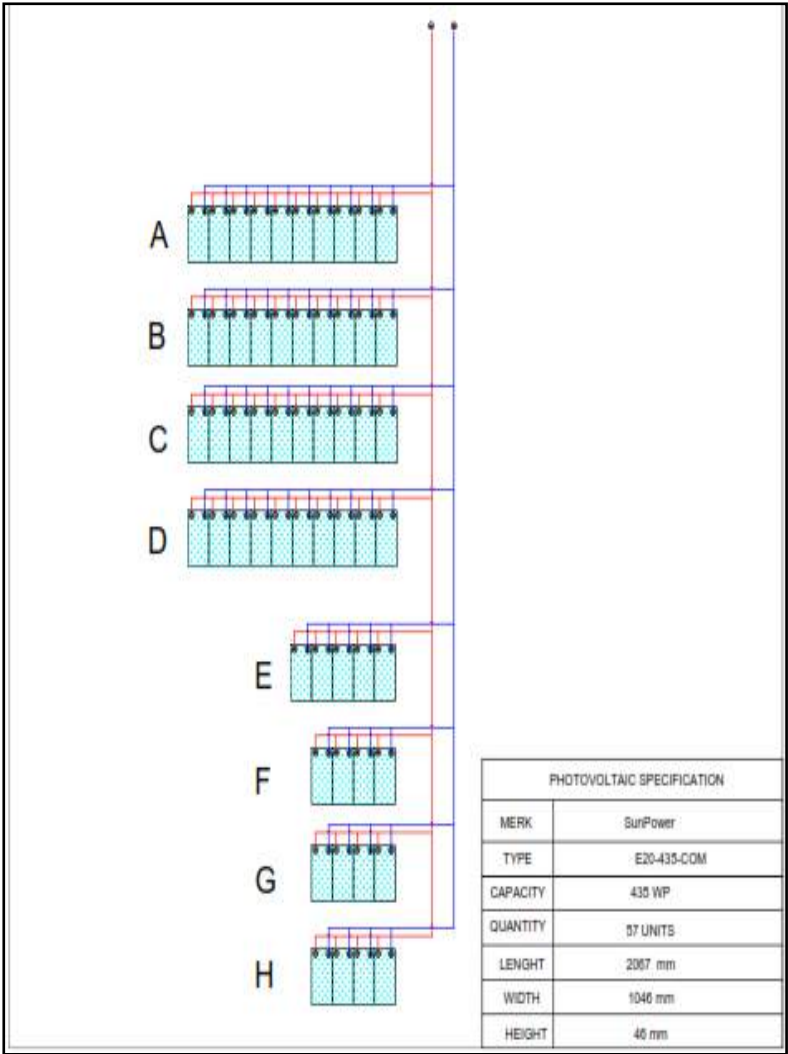 A
B
C
D
E
F
G
H
PHOTOVOLTAIC SPECIFICATION
MERK SunPower
TYPE E20-435-COM
CAPACITY 435 WP
QUANTITY 57 UNITS
LENGHT 2067 mm
WIDTH 1046 mm
HEIGHT 46 mm